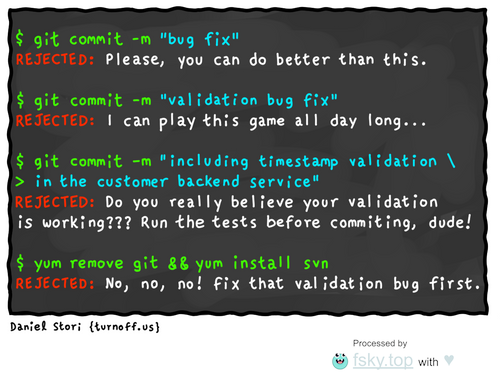 $ git commit -m "bug fix"
REJECTED: Please, you can do better than this.
$ git commit -m "validation bug fix"
REJECTED: I can play this game all day long...
$ git commit -m "including timestamp validation \
> in the customer backend service"
REJECTED: Do you really believe your validation
is working??? Run the tests before commiting, dude!
$ yum remove git && yum install svn
REJECTED: No, no, no! fix that validation bug first.
Daniel Stori {turnoff.us}
Processed by
fsky.top with ♥